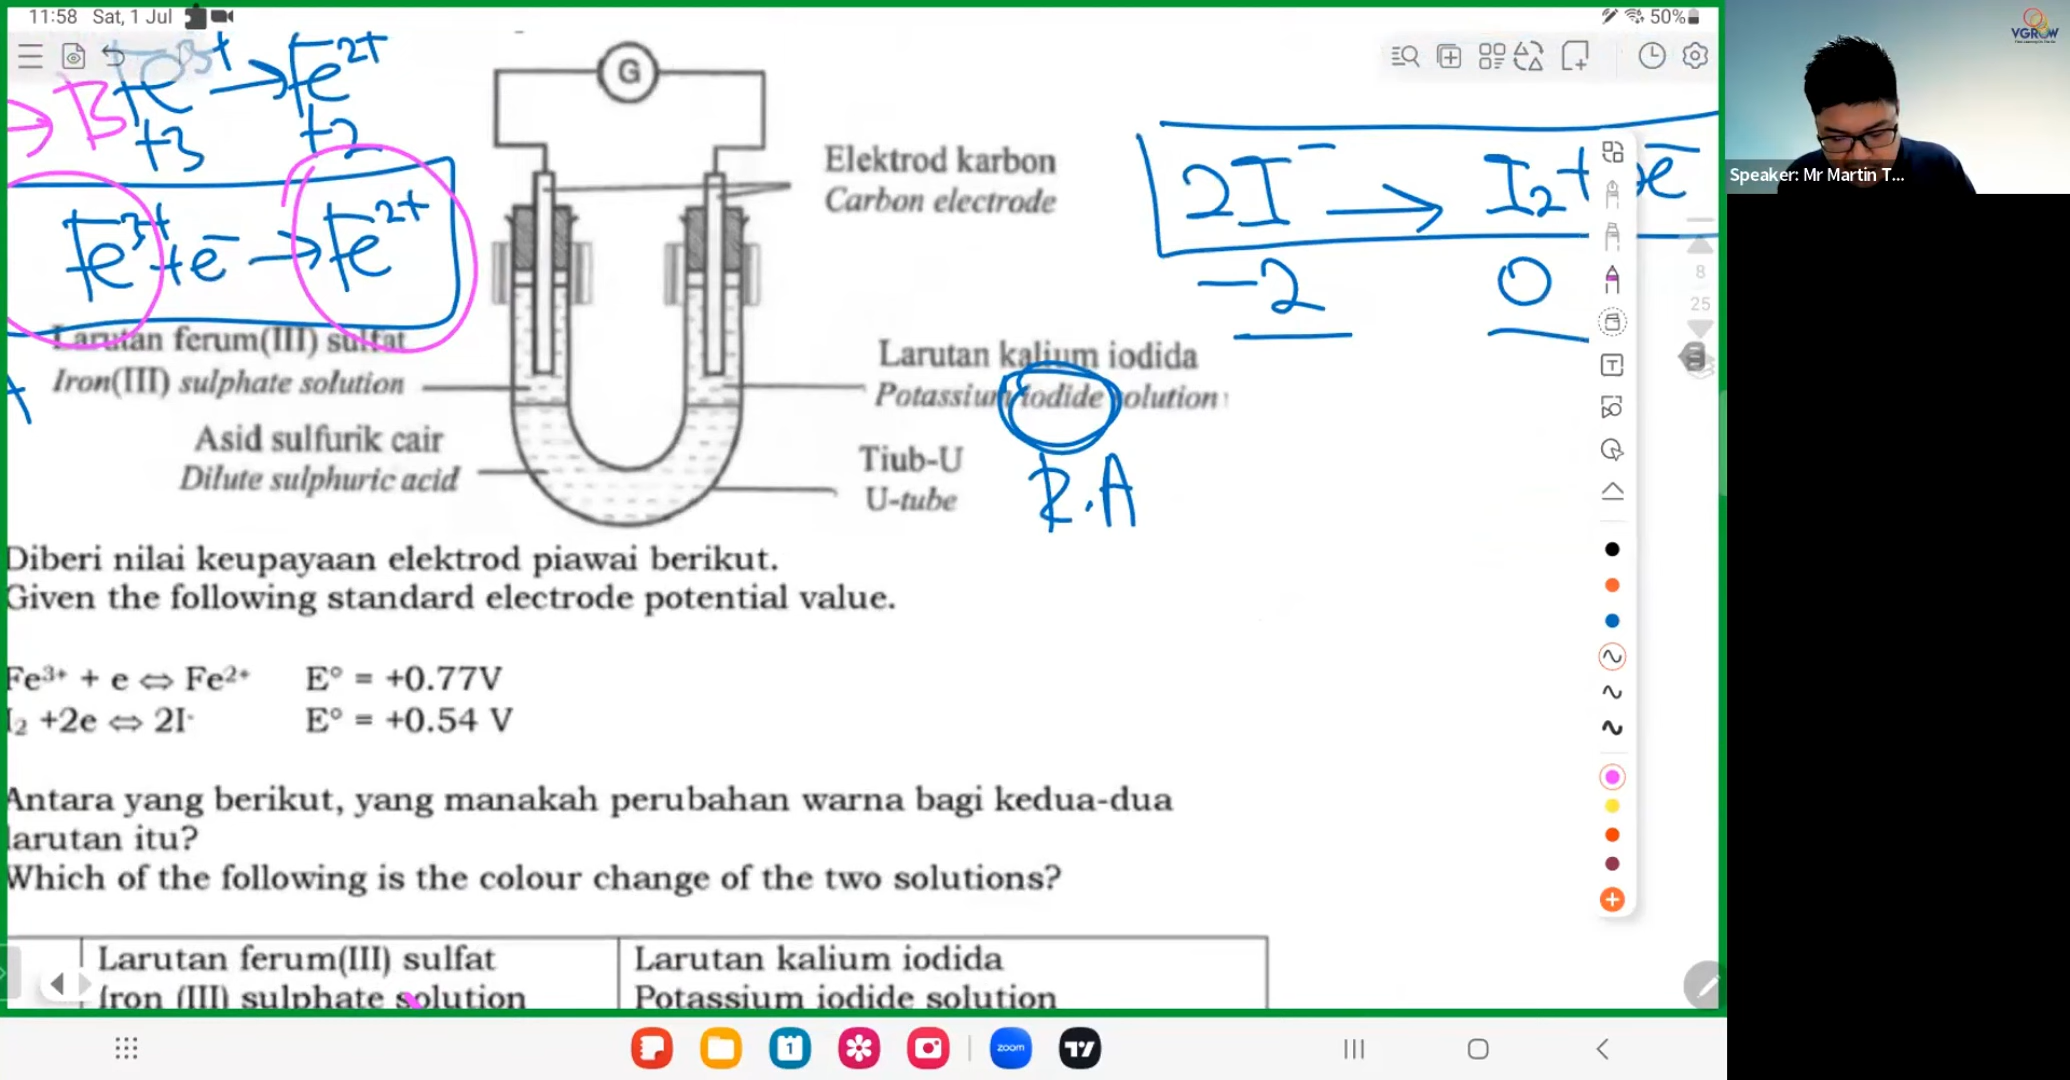 11:58 Sat, 1 Jul
50%
VGROW
Speaker: Mr Martin T...
Fe3+ → Fe2+
→ B
+3 +2
Fe3+ + e- → Fe2+
G
Elektrod karbon
Carbon electrode
2I- → I2 + e-
-2 0
8
25
Larutan ferum(III) sulfat
Iron(III) sulphate solution
Larutan kalium iodida
Potassium iodide solution
Asid sulfurik cair
Dilute sulphuric acid
Tiub-U
U-tube
R.A
Diberi nilai keupayaan elektrod piawai berikut.
Given the following standard electrode potential value.
Fe³⁺ + e ⇔ Fe²⁺ E° = +0.77V
I₂ +2e ⇔ 2I⁻ E° = +0.54 V
Antara yang berikut, yang manakah perubahan warna bagi kedua-dua
larutan itu?
Which of the following is the colour change of the two solutions?
Larutan ferum(III) sulfat Larutan kalium iodida
Iron (III) sulphate solution Potassium iodide solution
zoom